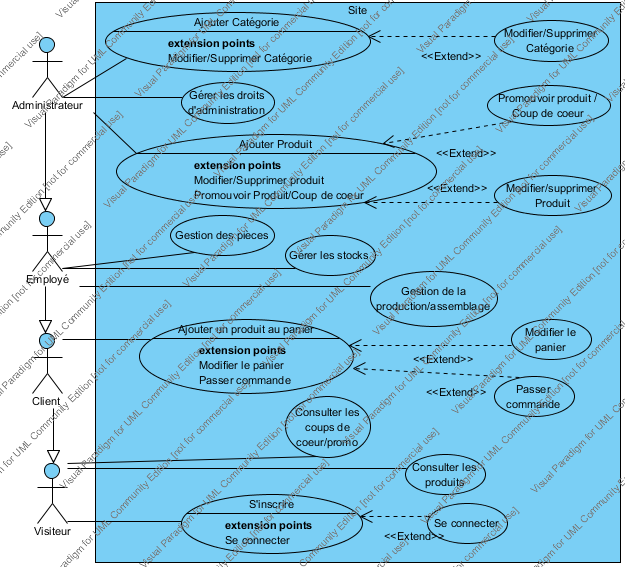 Site
Ajouter Catégorie
extension points
Modifier/Supprimer Catégorie
Modifier/Supprimer
Catégorie
<<Extend>>
Administrateur
Gérer les droits
d'administration
Promouvoir produit /
Coup de coeur
Ajouter Produit
extension points
Modifier/Supprimer produit
Promouvoir Produit/Coup de coeur
<<Extend>>
<<Extend>>
Modifier/supprimer
Produit
Gestion des pièces
Gérer les stocks
Employé
Gestion de la
production/assemblage
Ajouter un produit au panier
extension points
Modifier le panier
Passer commande
Modifier le
panier
<<Extend>>
<<Extend>>
Passer
commande
Client
Consulter les
coups de
coeur/promo
Consulter les
produits
S'inscrire
extension points
Se connecter
Se connecter
<<Extend>>
Visiteur
Visual Paradigm for UML Community Edition [not for commercial use]